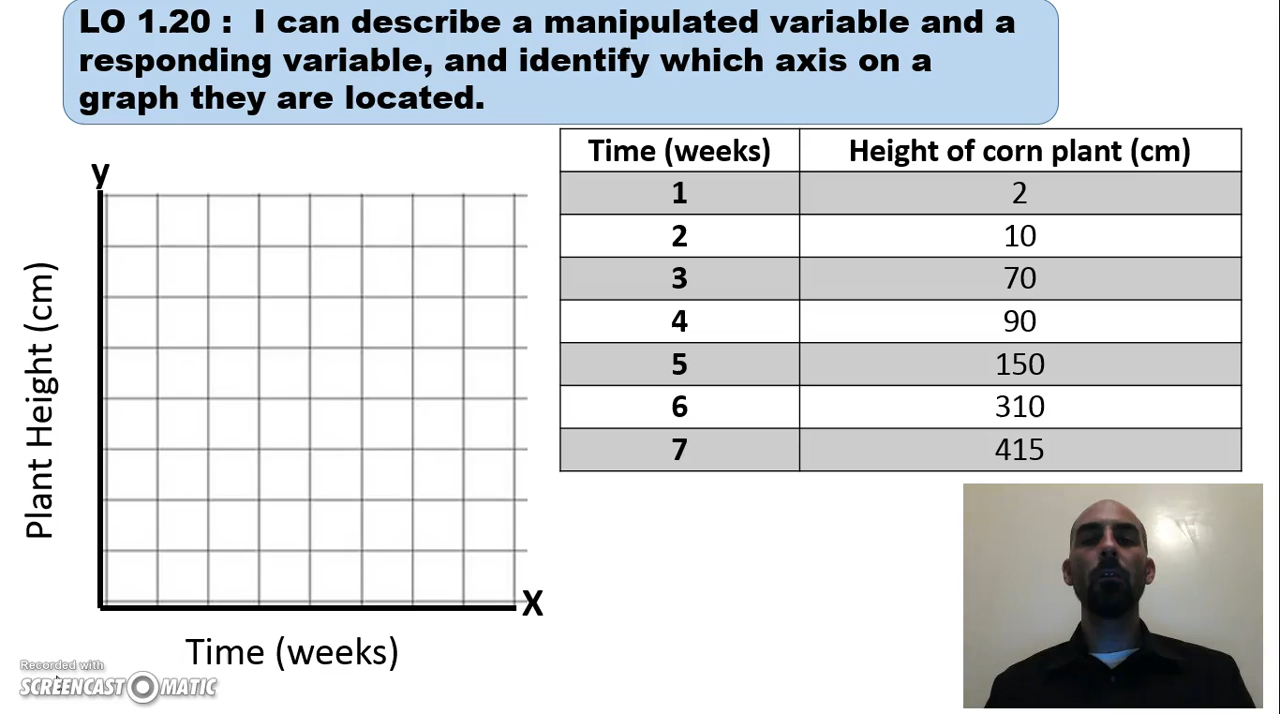 LO 1.20 : I can describe a manipulated variable and a
responding variable, and identify which axis on a
graph they are located.
y
Plant Height (cm)
X
Time (weeks)
Time (weeks) Height of corn plant (cm)
1 2
2 10
3 70
4 90
5 150
6 310
7 415
Recorded with
SCREENCAST O MATIC